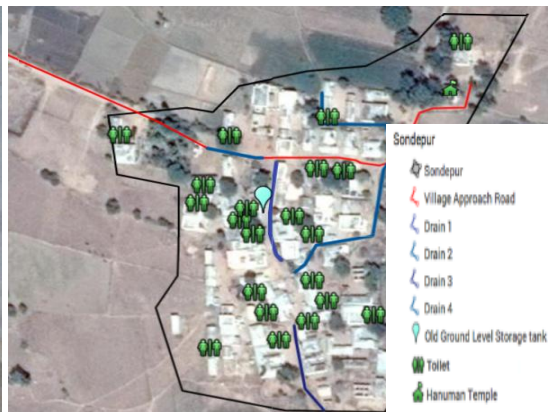 Sondepur
Sondepur
Village Approach Road
Drain 1
Drain 2
Drain 3
Drain 4
Old Ground Level Storage tank
Toilet
Hanuman Temple